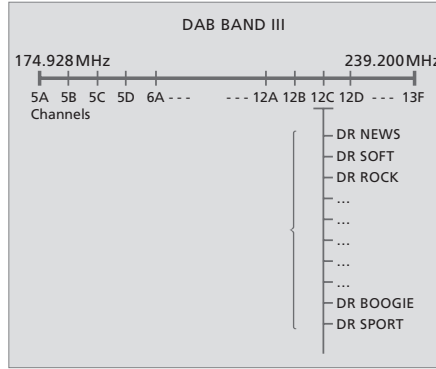 DAB BAND III
174.928MHz 239.200MHz
5A 5B 5C 5D 6A - - - - - - 12A 12B 12C 12D - - - 13F
Channels
DR NEWS
DR SOFT
DR ROCK
...
...
...
...
...
DR BOOGIE
DR SPORT